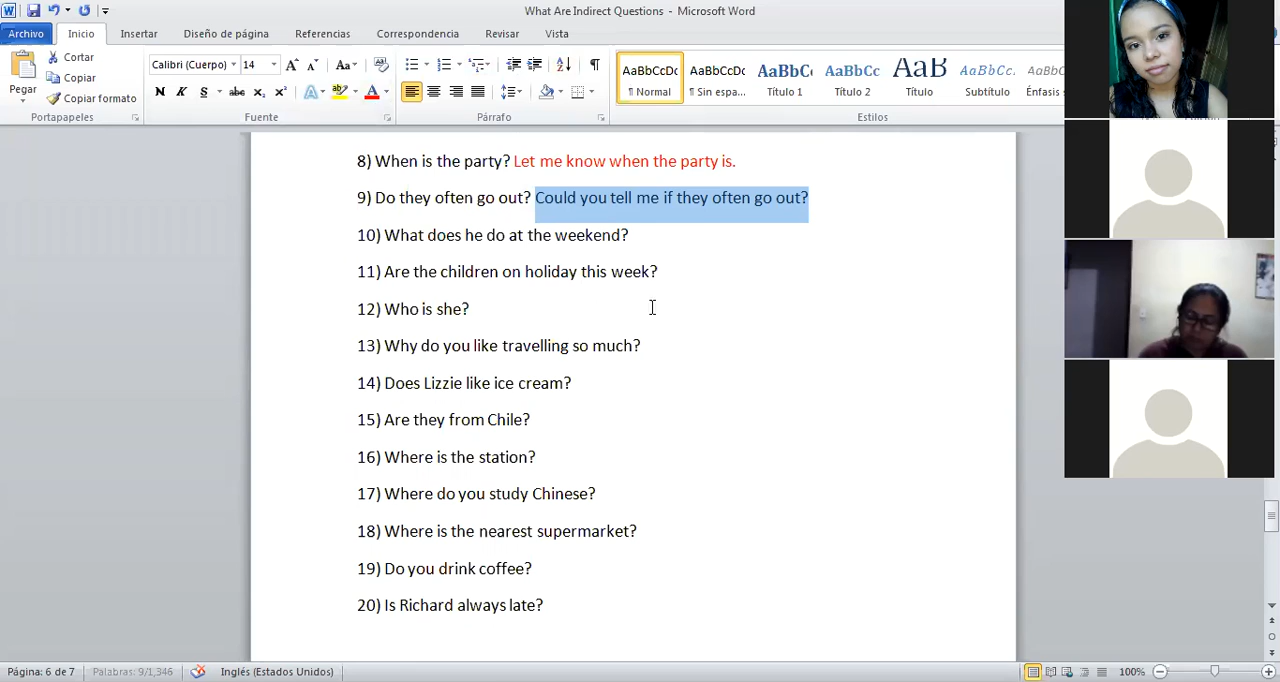 What Are Indirect Questions - Microsoft Word
Archivo Inicio Insertar Diseño de página Referencias Correspondencia Revisar Vista
Pegar
Cortar
Copiar
Copiar formato
Portapapeles
Calibri (Cuerpo) 14
N K S abc x₂ x²
Fuente
Párrafo
AaBbCcDc AaBbCcDc AaBbC AaBbCc AaB AaBbCcL AaBbC
¶ Normal ¶ Sin espa... Título 1 Título 2 Título Subtítulo Énfasis
Estilos
8) When is the party? Let me know when the party is.
9) Do they often go out? Could you tell me if they often go out?
10) What does he do at the weekend?
11) Are the children on holiday this week?
12) Who is she?
13) Why do you like travelling so much?
14) Does Lizzie like ice cream?
15) Are they from Chile?
16) Where is the station?
17) Where do you study Chinese?
18) Where is the nearest supermarket?
19) Do you drink coffee?
20) Is Richard always late?
Página: 6 de 7 Palabras: 9/1,346 Inglés (Estados Unidos) 100%